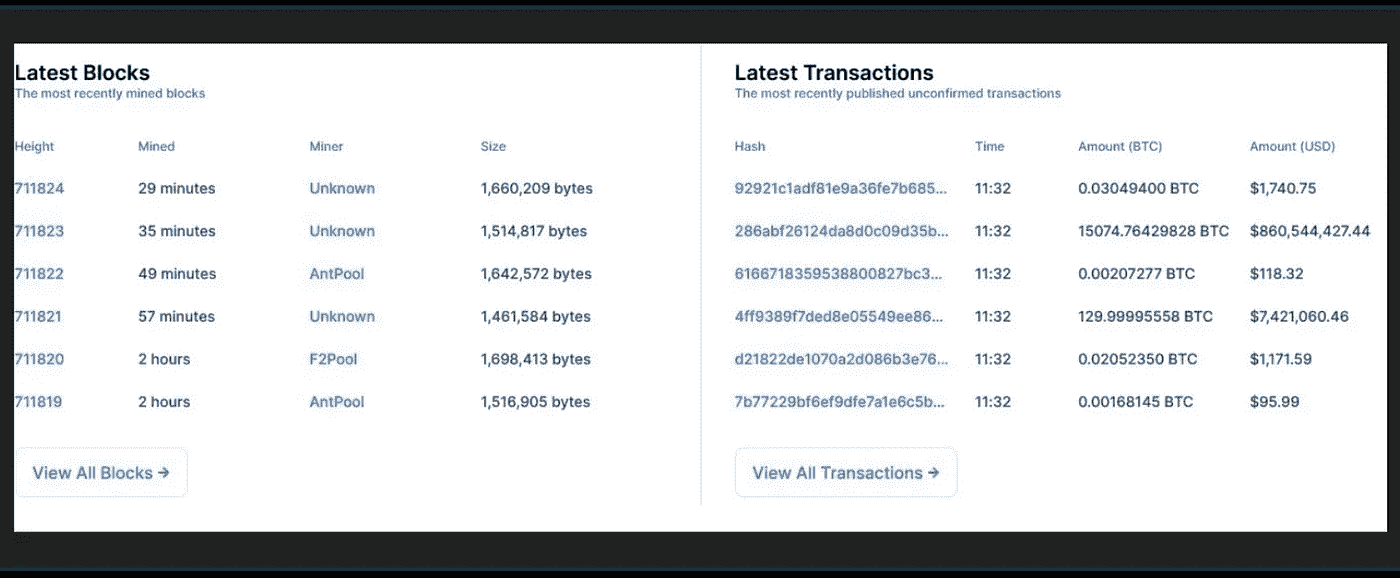 Latest Blocks
The most recently mined blocks
Height Mined Miner Size
711824 29 minutes Unknown 1,660,209 bytes
711823 35 minutes Unknown 1,514,817 bytes
711822 49 minutes AntPool 1,642,572 bytes
711821 57 minutes Unknown 1,461,584 bytes
711820 2 hours F2Pool 1,698,413 bytes
711819 2 hours AntPool 1,516,905 bytes
View All Blocks →
Latest Transactions
The most recently published unconfirmed transactions
Hash Time Amount (BTC) Amount (USD)
92921c1adf81e9a36fe7b685... 11:32 0.03049400 BTC $1,740.75
286abf26124da8d0c09d35b... 11:32 15074.76429828 BTC $860,544,427.44
6166718359538800827bc3... 11:32 0.00207277 BTC $118.32
4ff9389f7ded8e05549ee86... 11:32 129.99995558 BTC $7,421,060.46
d21822de1070a2d086b3e76... 11:32 0.02052350 BTC $1,171.59
7b77229bf6ef9dfe7a1e6c5b... 11:32 0.00168145 BTC $95.99
View All Transactions →